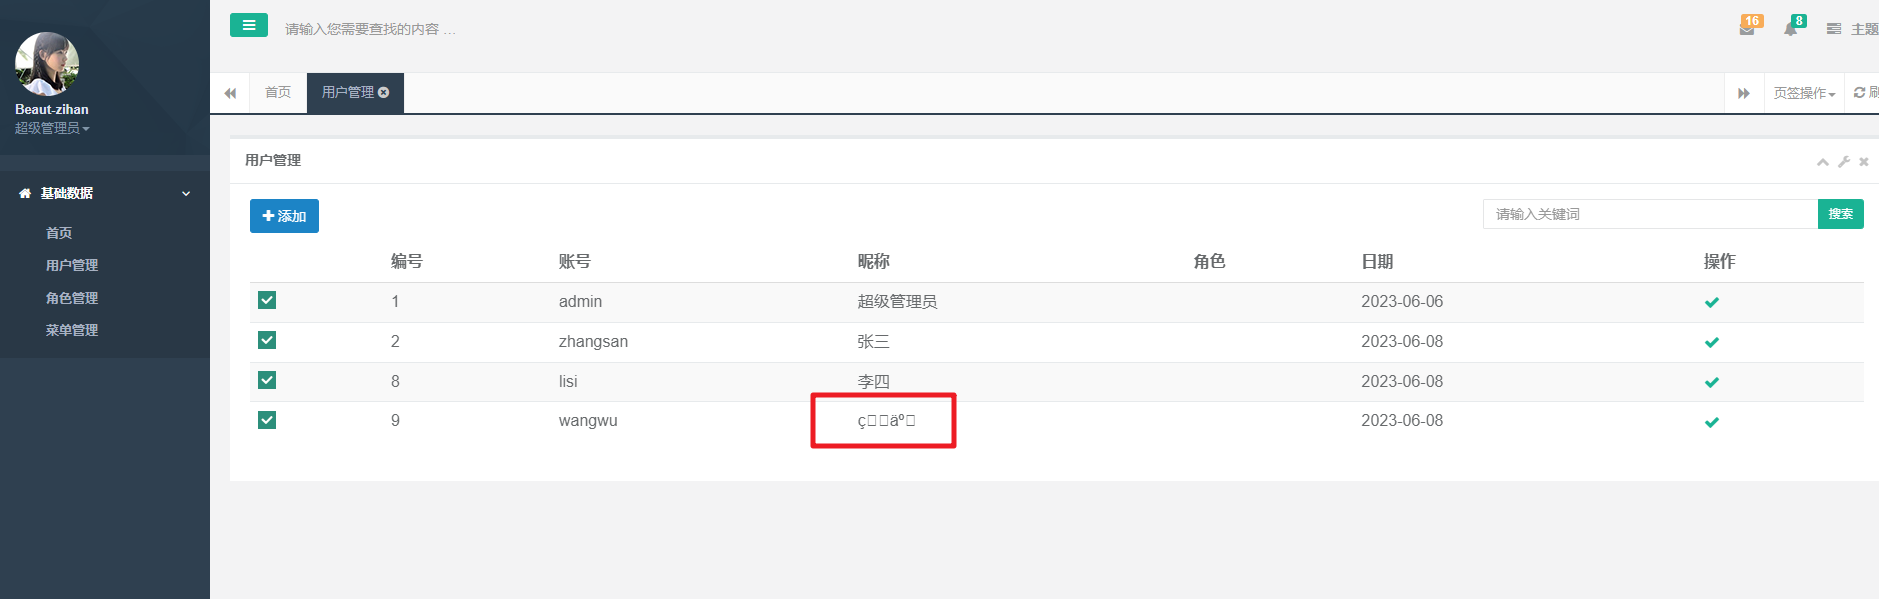 请输入您需要查找的内容 …
16
8
主题
Beaut-zihan
超级管理员
首页
用户管理
页签操作
刷
基础数据
首页
用户管理
角色管理
菜单管理
用户管理
添加
请输入关键词
搜索
编号 账号 昵称 角色 日期 操作
1 admin 超级管理员 2023-06-06
2 zhangsan 张三 2023-06-08
8 lisi 李四 2023-06-08
9 wangwu ç□□äº□ 2023-06-08